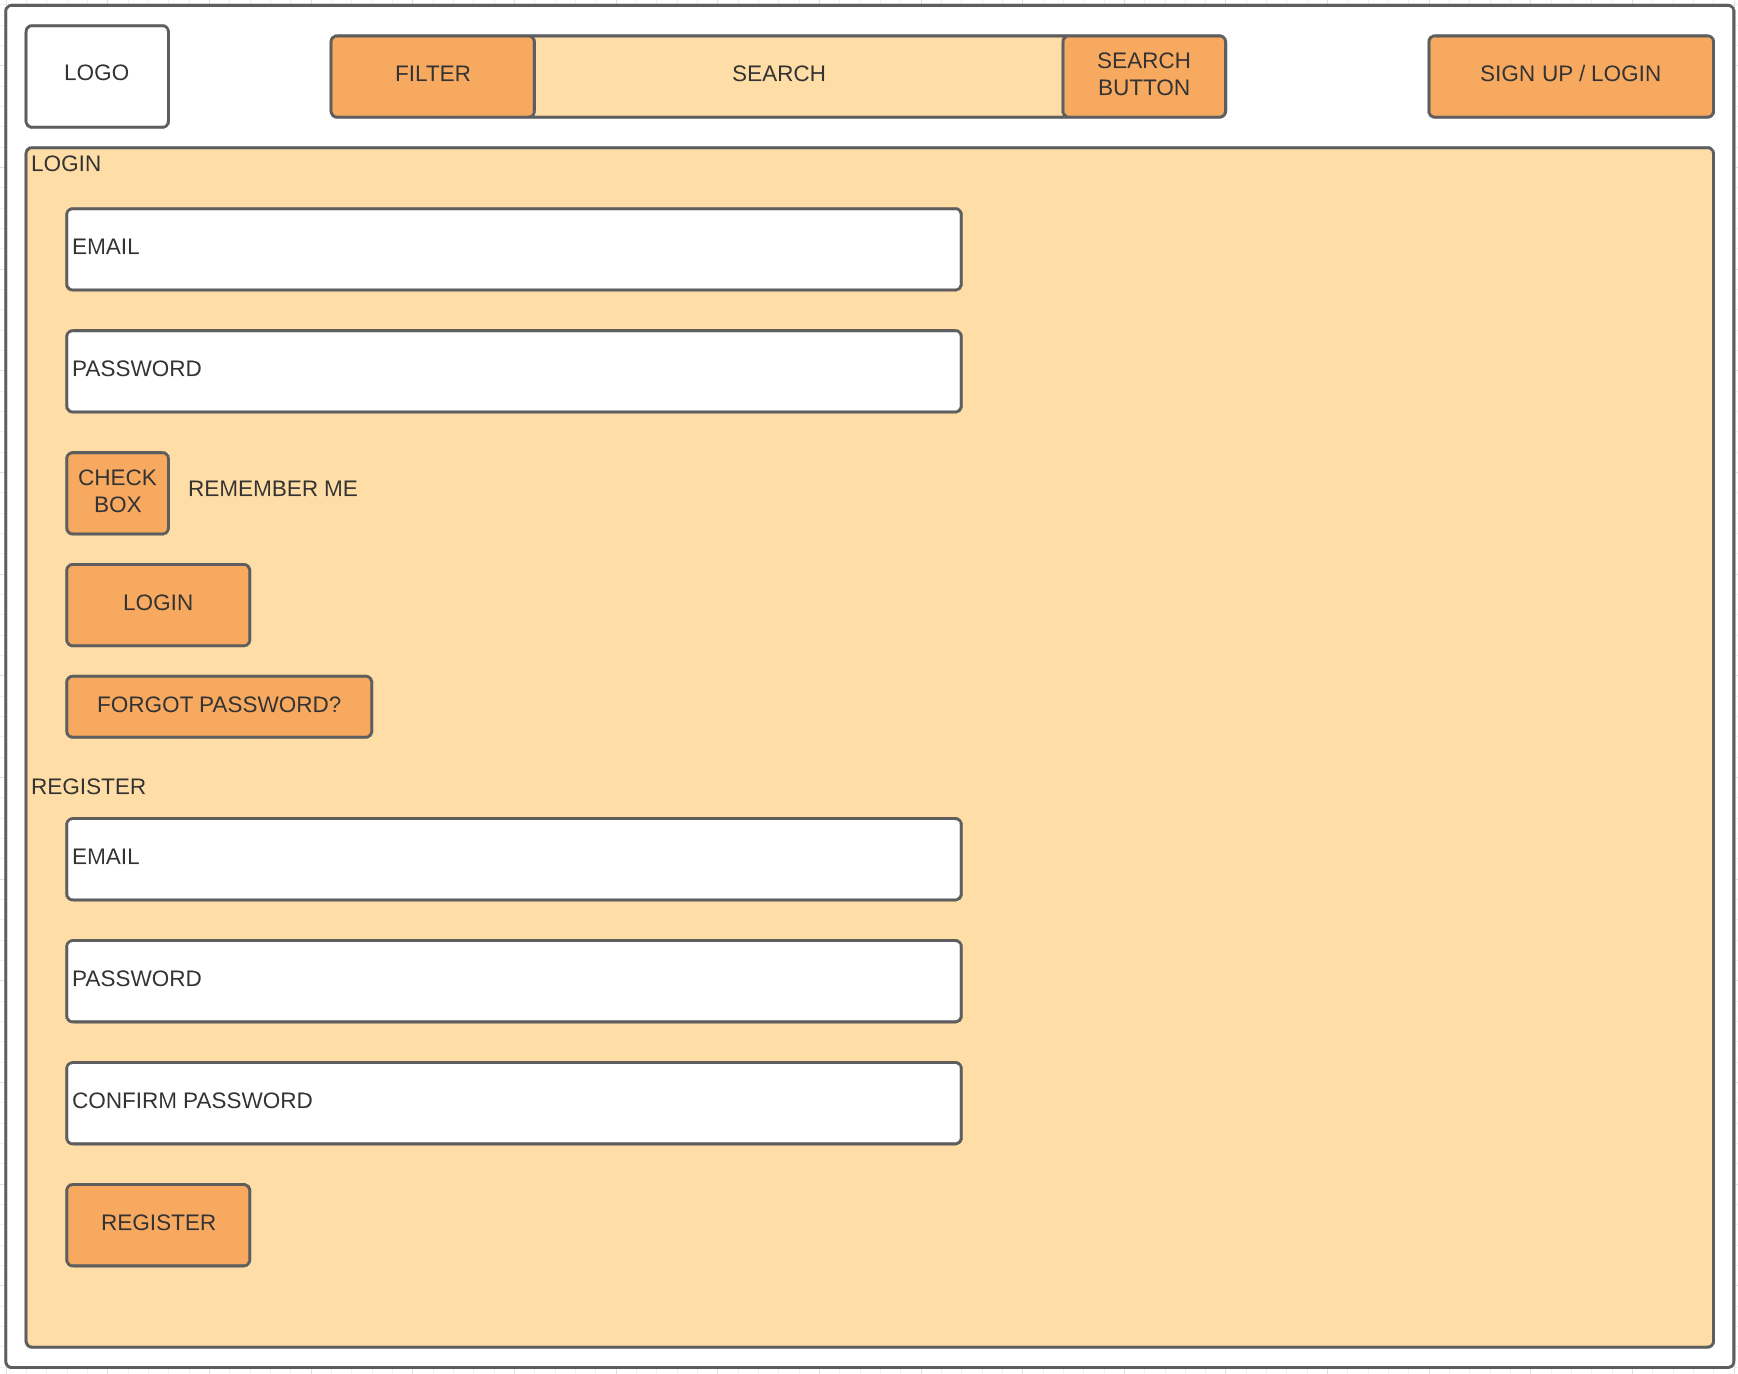 LOGO
FILTER
SEARCH
SEARCH
BUTTON
SIGN UP / LOGIN
LOGIN
EMAIL
PASSWORD
CHECK
BOX
REMEMBER ME
LOGIN
FORGOT PASSWORD?
REGISTER
EMAIL
PASSWORD
CONFIRM PASSWORD
REGISTER